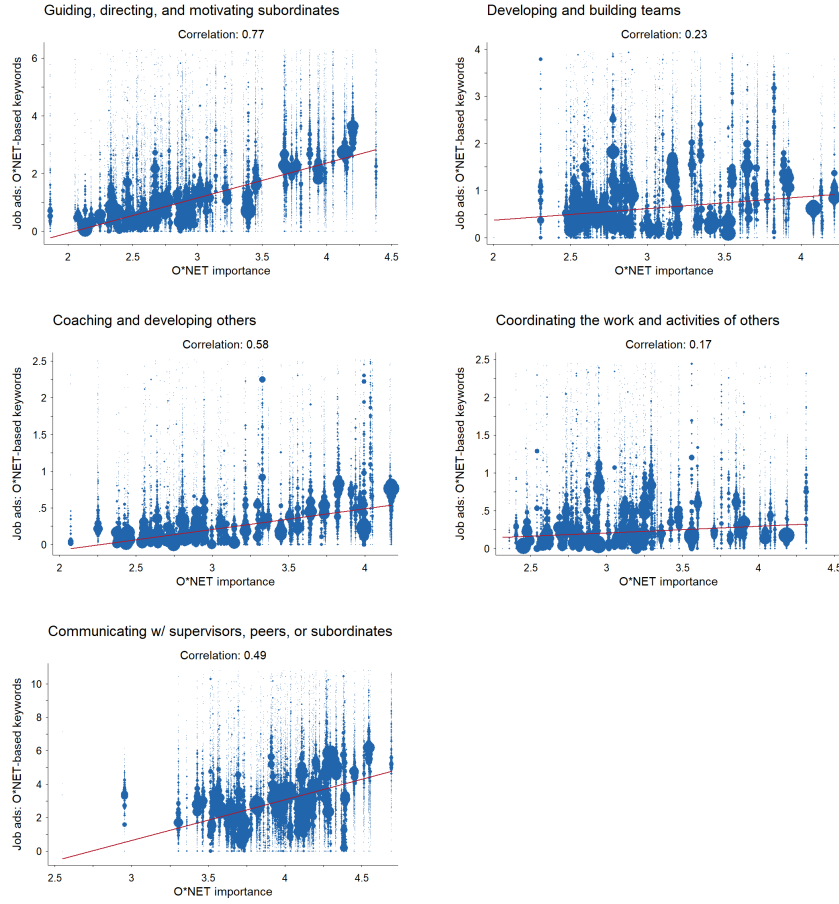 Guiding, directing, and motivating subordinates
Correlation: 0.77
Job ads: O*NET-based keywords
6
4
2
0
2
2.5
3
3.5
4
4.5
O*NET importance
Developing and building teams
Correlation: 0.23
Job ads: O*NET-based keywords
4
3
2
1
0
2
2.5
3
3.5
4
O*NET importance
Coaching and developing others
Correlation: 0.58
Job ads: O*NET-based keywords
2.5
2
1.5
1
.5
0
2
2.5
3
3.5
4
O*NET importance
Coordinating the work and activities of others
Correlation: 0.17
Job ads: O*NET-based keywords
2.5
2
1.5
1
.5
0
2.5
3
3.5
4
4.5
O*NET importance
Communicating w/ supervisors, peers, or subordinates
Correlation: 0.49
Job ads: O*NET-based keywords
10
8
6
4
2
0
2.5
3
3.5
4
4.5
O*NET importance